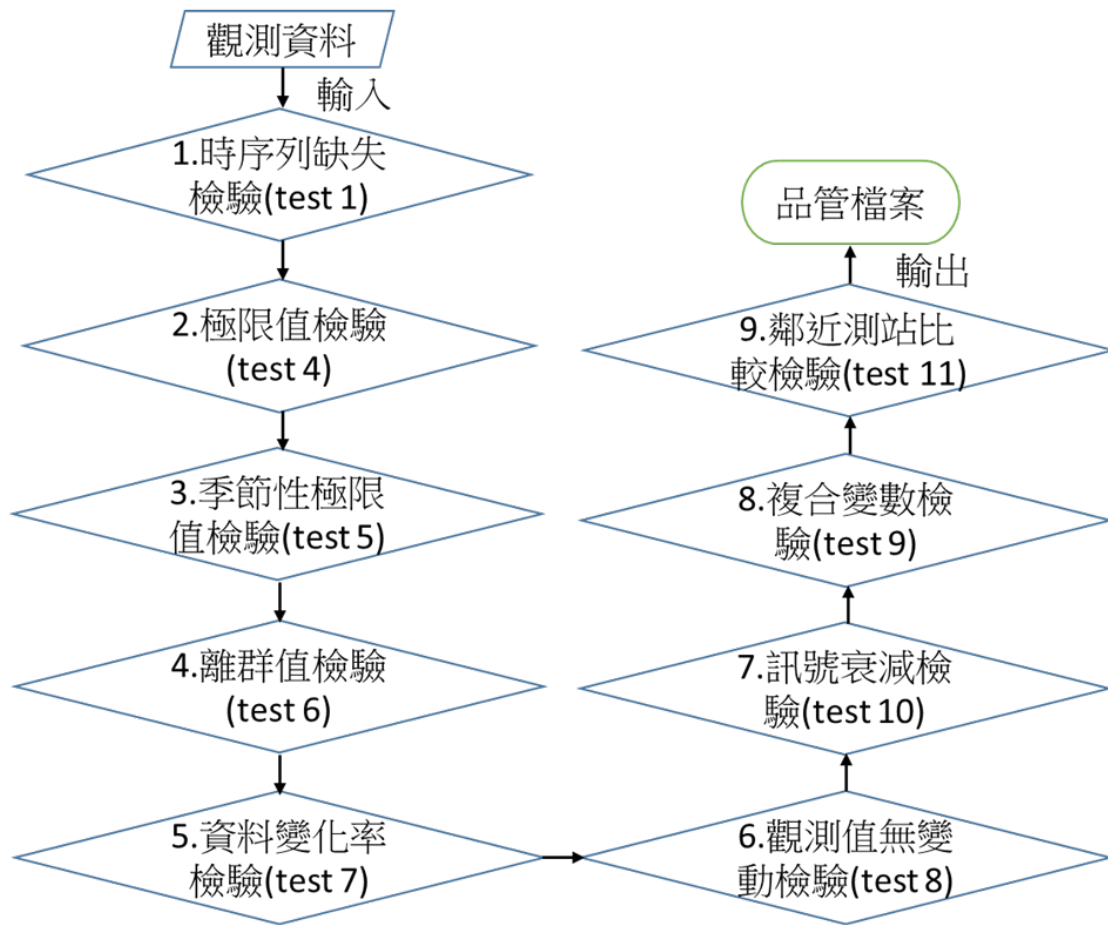 觀測資料
輸入
1.時序列缺失
檢驗(test 1)
2.極限值檢驗
(test 4)
3.季節性極限
值檢驗(test 5)
4.離群值檢驗
(test 6)
5.資料變化率
檢驗(test 7)
6.觀測值無變
動檢驗(test 8)
7.訊號衰減檢
驗(test 10)
8.複合變數檢
驗(test 9)
9.鄰近測站比
較檢驗(test 11)
輸出
品管檔案